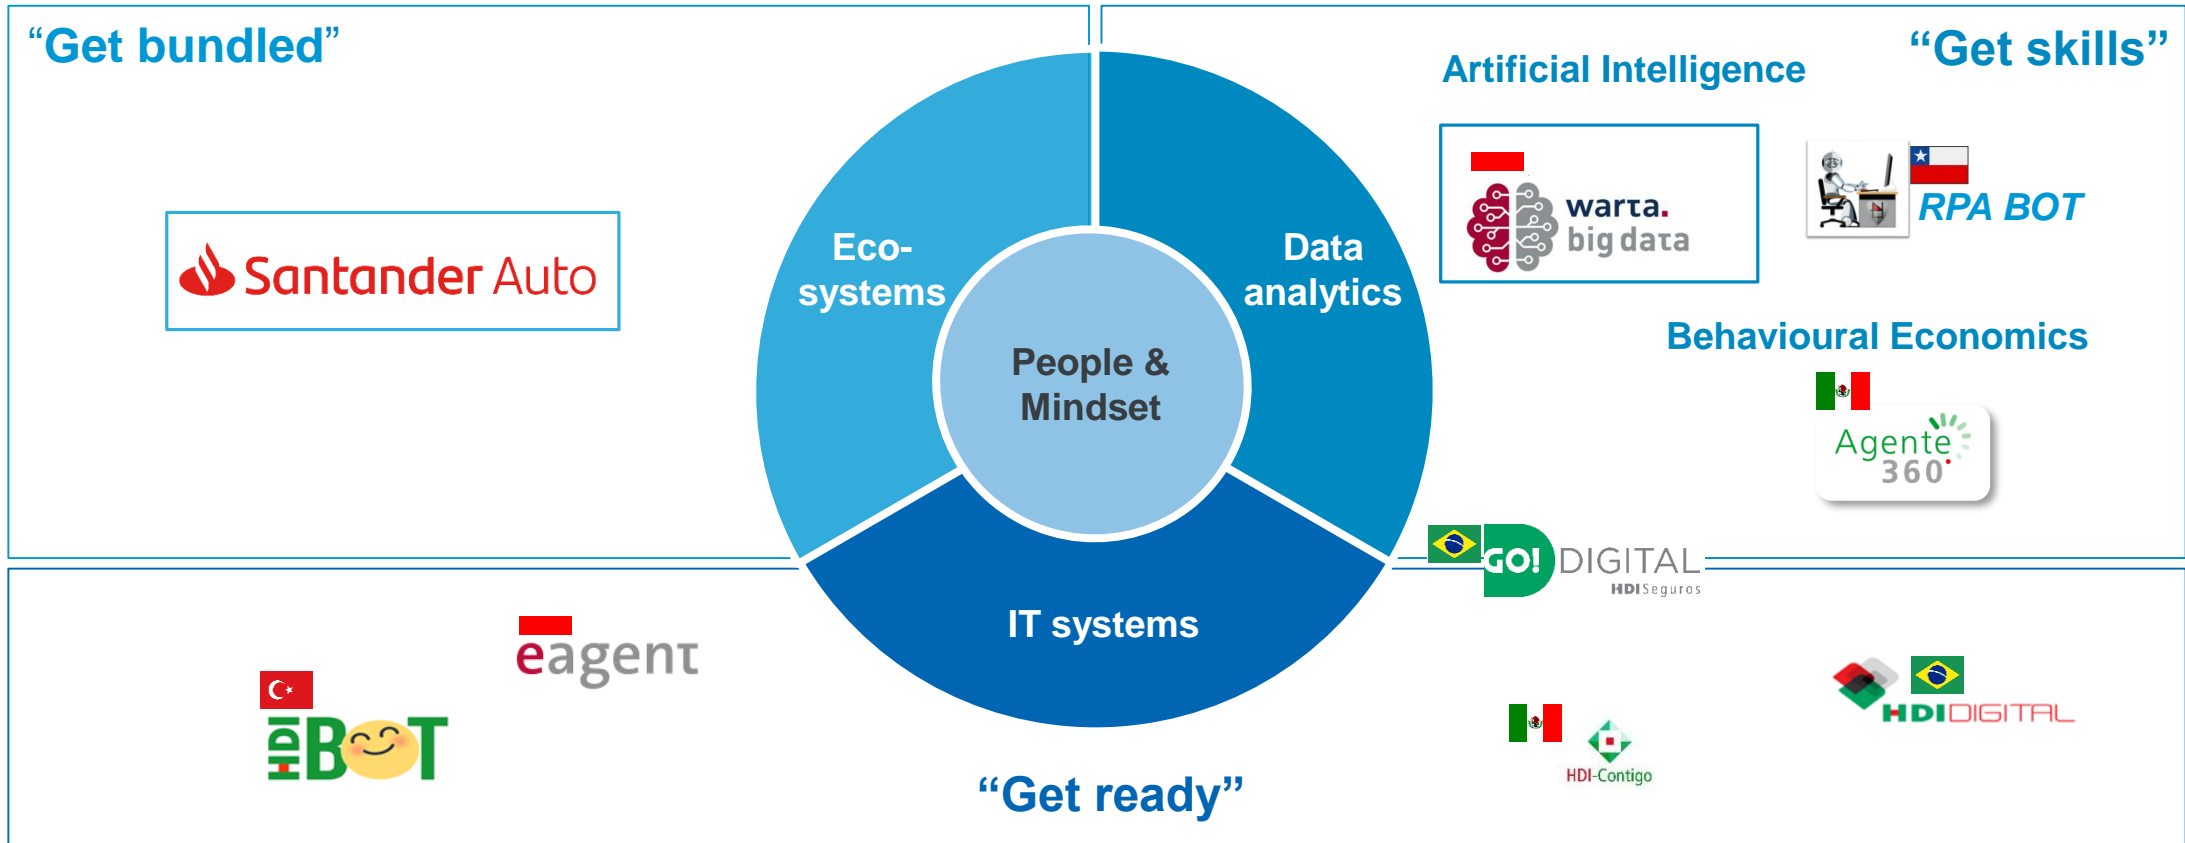 “Get bundled”
“Get skills”
Artificial Intelligence
warta.
big data
RPA BOT
Santander Auto
Eco-
systems
Data
analytics
People &
Mindset
Behavioural Economics
Agente
360
GO! DIGITAL
HDI Seguros
IT systems
eagent
HDI BOT
HDI DIGITAL
HDI-Contigo
“Get ready”